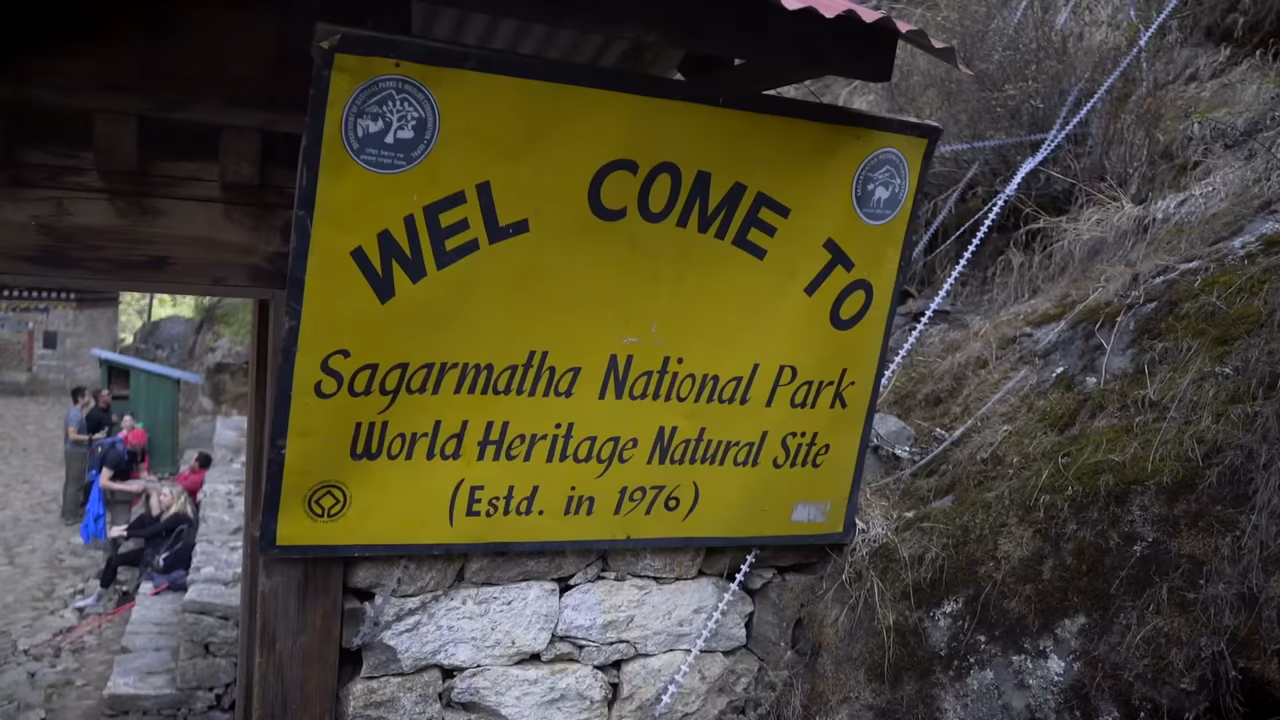 WEL COME TO
Sagarmatha National Park
World Heritage Natural Site
(Estd. in 1976)